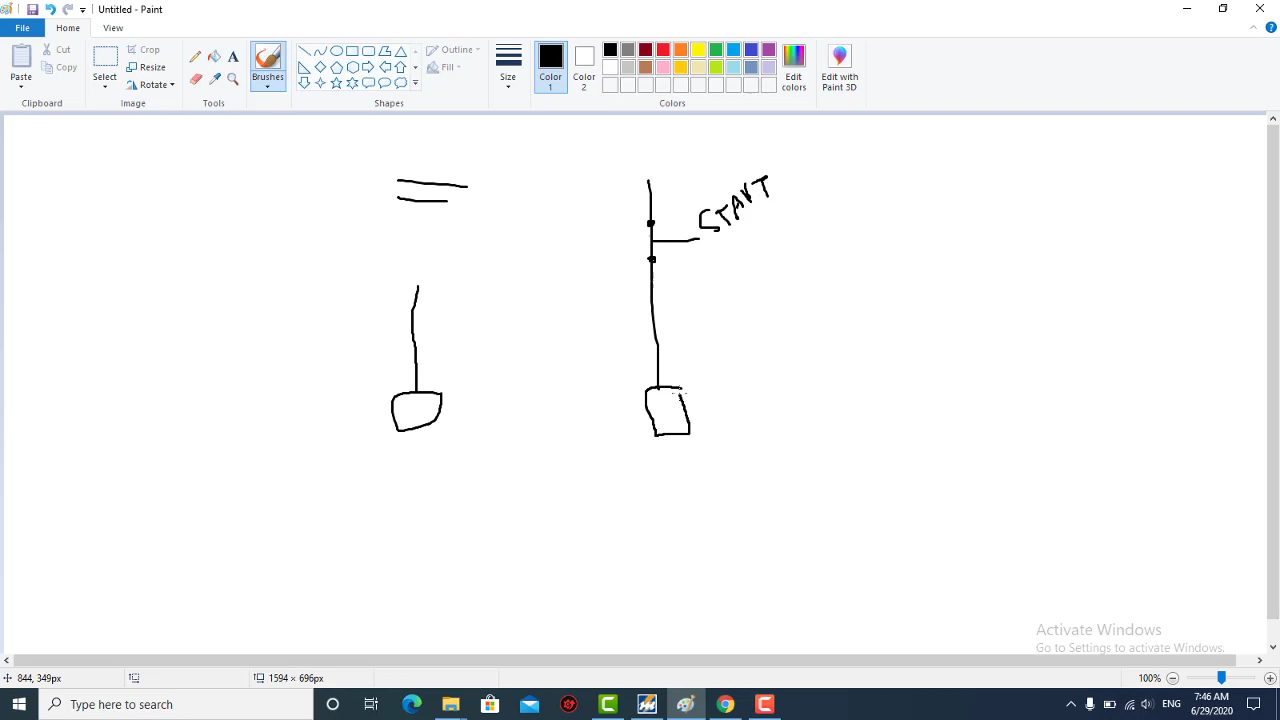 Untitled - Paint
File
Home
View
Paste
Cut
Copy
Clipboard
Select
Crop
Resize
Rotate
Image
Tools
Brushes
Shapes
Outline
Fill
Size
Color 1
Color 2
Edit colors
Edit with Paint 3D
Colors
START
Activate Windows
Go to Settings to activate Windows.
844, 349px
1594 × 696px
100%
Type here to search
ENG
7:46 AM
6/29/2020